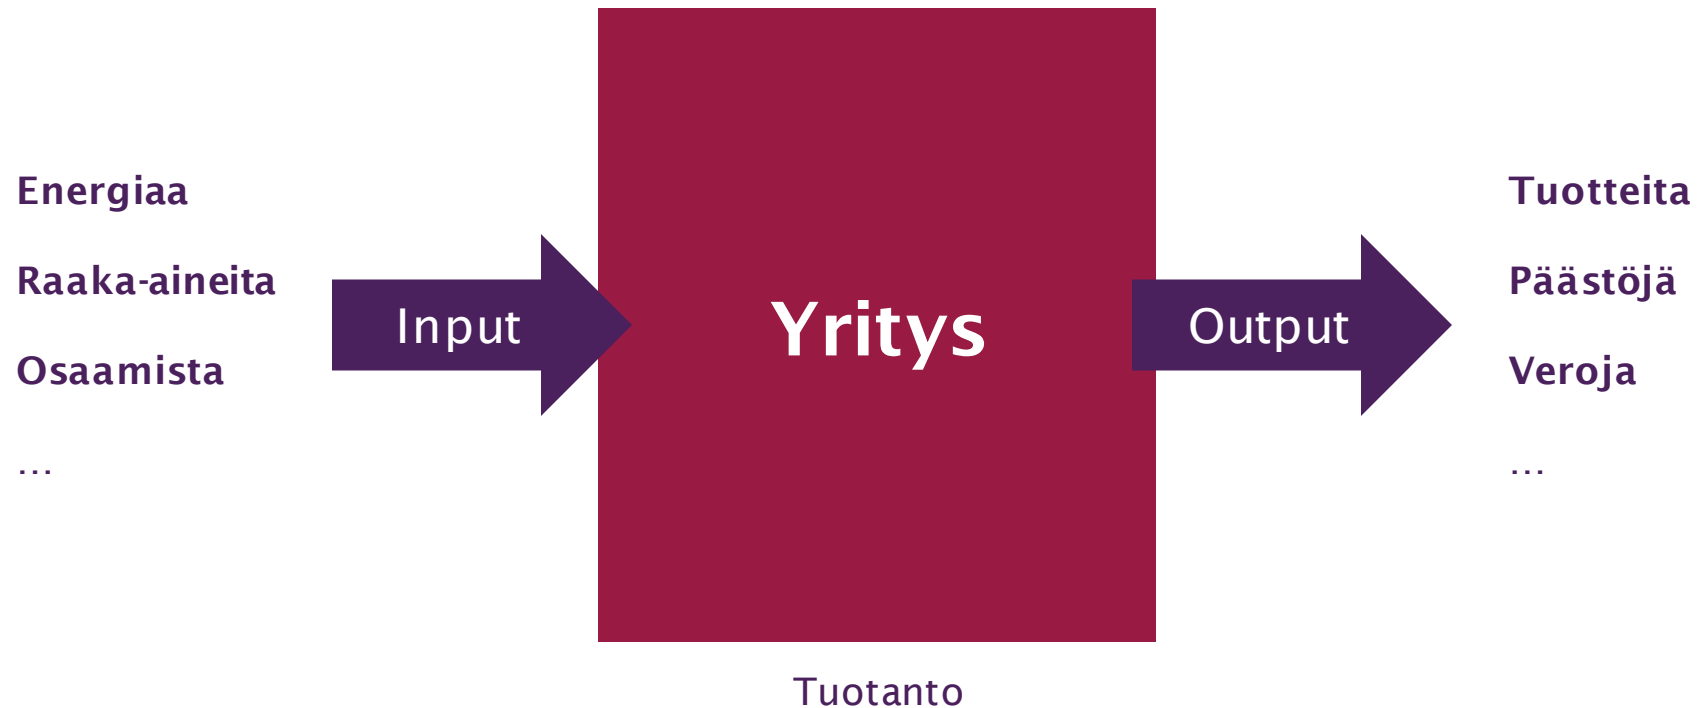 Energiaa
Raaka-aineita
Osaamista
...
Input
Yritys
Tuotanto
Output
Tuotteita
Päästöjä
Veroja
...